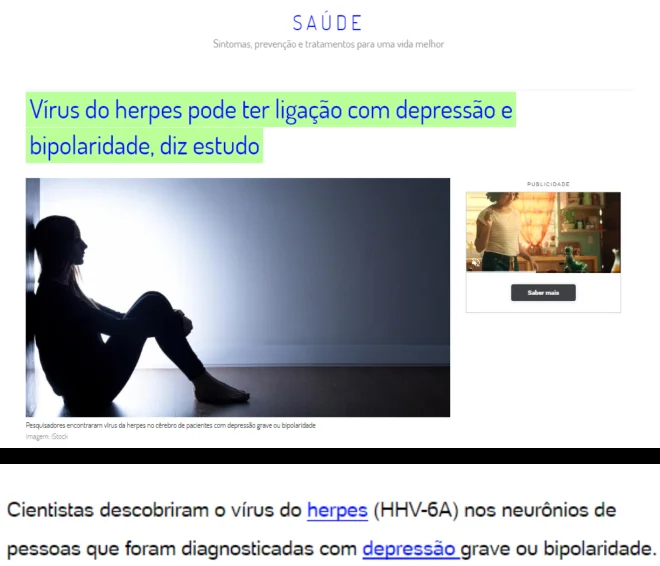 SAÚDE
Sintomas, prevenção e tratamentos para uma vida melhor
Vírus do herpes pode ter ligação com depressão e
bipolaridade, diz estudo
PUBLICIDADE
Saber mais
Pesquisadores encontraram vírus da herpes no cérebro de pacientes com depressão grave ou bipolaridade
Imagem: iStock
Cientistas descobriram o vírus do herpes (HHV-6A) nos neurônios de
pessoas que foram diagnosticadas com depressão grave ou bipolaridade.